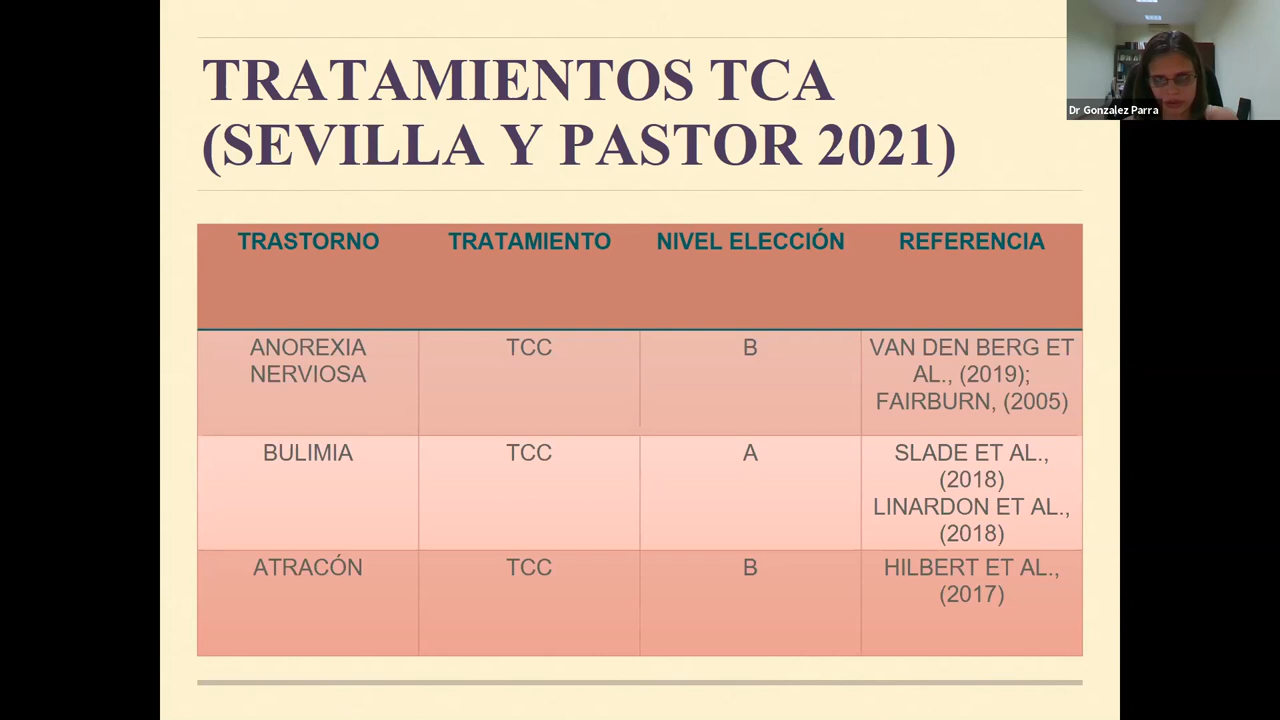 TRATAMIENTOS TCA
(SEVILLA Y PASTOR 2021)
Dr Gonzalez Parra
TRASTORNO TRATAMIENTO NIVEL ELECCIÓN REFERENCIA
ANOREXIA
NERVIOSA
TCC
B
VAN DEN BERG ET
AL., (2019);
FAIRBURN, (2005)
BULIMIA
TCC
A
SLADE ET AL.,
(2018)
LINARDON ET AL.,
(2018)
ATRACÓN
TCC
B
HILBERT ET AL.,
(2017)